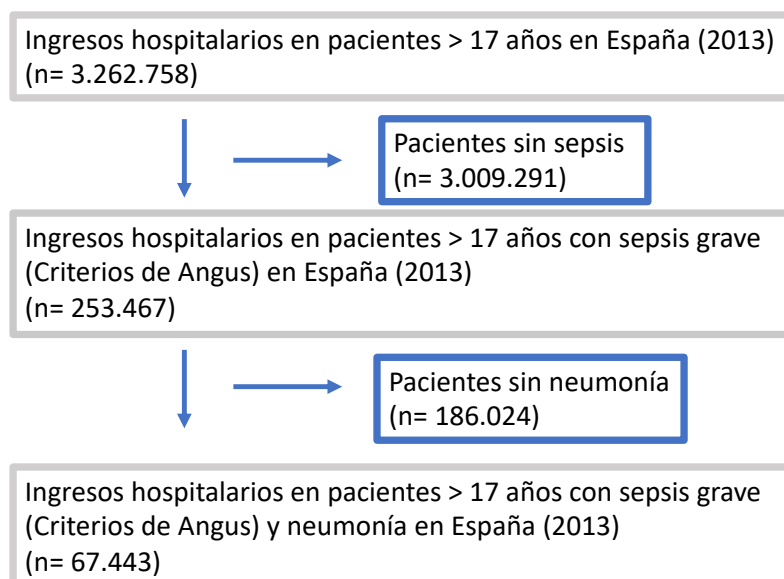 Ingresos hospitalarios en pacientes > 17 años en España (2013)
(n= 3.262.758)
Pacientes sin sepsis
(n= 3.009.291)
Ingresos hospitalarios en pacientes > 17 años con sepsis grave
(Criterios de Angus) en España (2013)
(n= 253.467)
Pacientes sin neumonía
(n= 186.024)
Ingresos hospitalarios en pacientes > 17 años con sepsis grave
(Criterios de Angus) y neumonía en España (2013)
(n= 67.443)